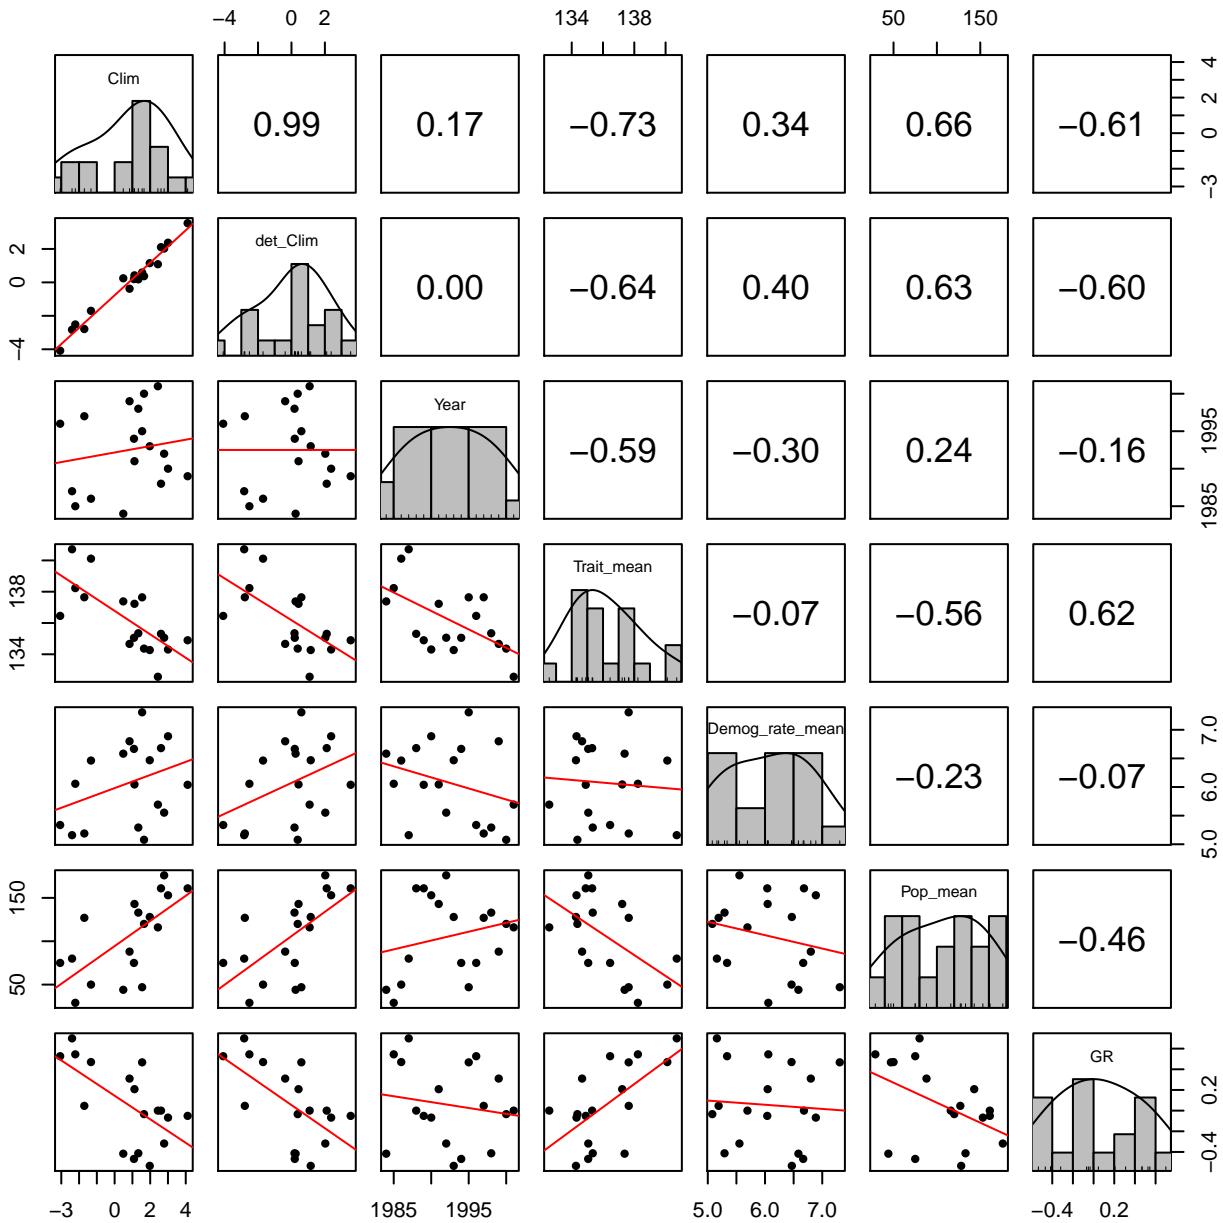 −4 0 2 134 138 50 150
Clim
0.99 0.17 −0.73 0.34 0.66 −0.61
−3 0 2 4
−4 0 2
det_Clim
0.00 −0.64 0.40 0.63 −0.60
Year
−0.59 −0.30 0.24 −0.16
1985 1995
134 138
Trait_mean
−0.07 −0.56 0.62
Demog_rate_mean
−0.23 −0.07
5.0 6.0 7.0
50 150
Pop_mean
−0.46
GR
−0.4 0.2
−3 0 2 4 1985 1995 5.0 6.0 7.0 −0.4 0.2